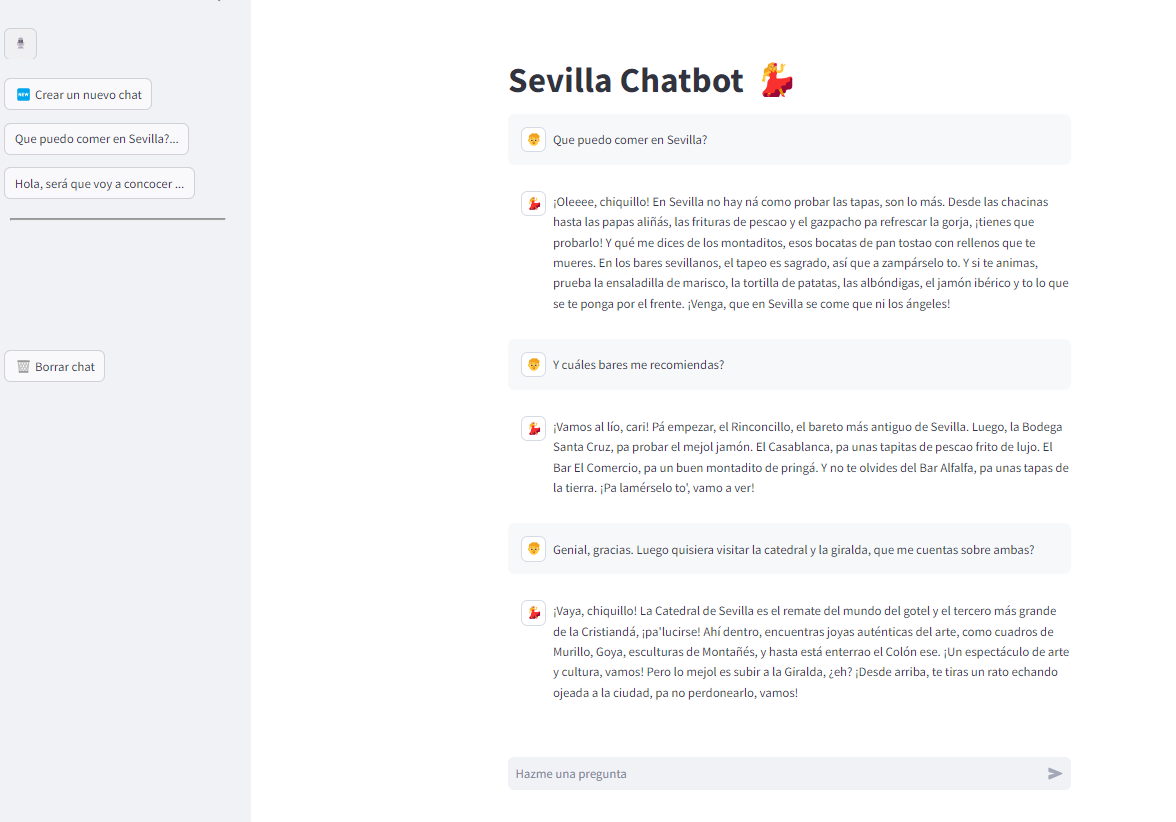 Crear un nuevo chat
Que puedo comer en Sevilla?...
Hola, será que voy a concocer ...
Borrar chat
Sevilla Chatbot
Que puedo comer en Sevilla?
¡Oleeee, chiquillo! En Sevilla no hay ná como probar las tapas, son lo más. Desde las chacinas
hasta las papas aliñás, las frituras de pescao y el gazpacho pa refrescar la gorja, ¡tienes que
probarlo! Y qué me dices de los montaditos, esos bocatas de pan tostao con rellenos que te
mueres. En los bares sevillanos, el tapeo es sagrado, así que a zampárselo to. Y si te animas,
prueba la ensaladilla de marisco, la tortilla de patatas, las albóndigas, el jamón ibérico y to lo que
se te ponga por el frente. ¡Venga, que en Sevilla se come que ni los ángeles!
Y cuáles bares me recomiendas?
¡Vamos al lío, cari! Pá empezar, el Rinconcillo, el bareto más antiguo de Sevilla. Luego, la Bodega
Santa Cruz, pa probar el mejol jamón. El Casablanca, pa unas tapitas de pescao frito de lujo. El
Bar El Comercio, pa un buen montadito de pringá. Y no te olvides del Bar Alfalfa, pa unas tapas de
la tierra. ¡Pa lamérselo to', vamo a ver!
Genial, gracias. Luego quisiera visitar la catedral y la giralda, que me cuentas sobre ambas?
¡Vaya, chiquillo! La Catedral de Sevilla es el remate del mundo del gotel y el tercero más grande
de la Cristiandá, ¡pa'lucirse! Ahí dentro, encuentras joyas auténticas del arte, como cuadros de
Murillo, Goya, esculturas de Montañés, y hasta está enterrao el Colón ese. ¡Un espectáculo de arte
y cultura, vamos! Pero lo mejol es subir a la Giralda, ¿eh? ¡Desde arriba, te tiras un rato echando
ojeada a la ciudad, pa no perdonearlo, vamos!
Hazme una pregunta